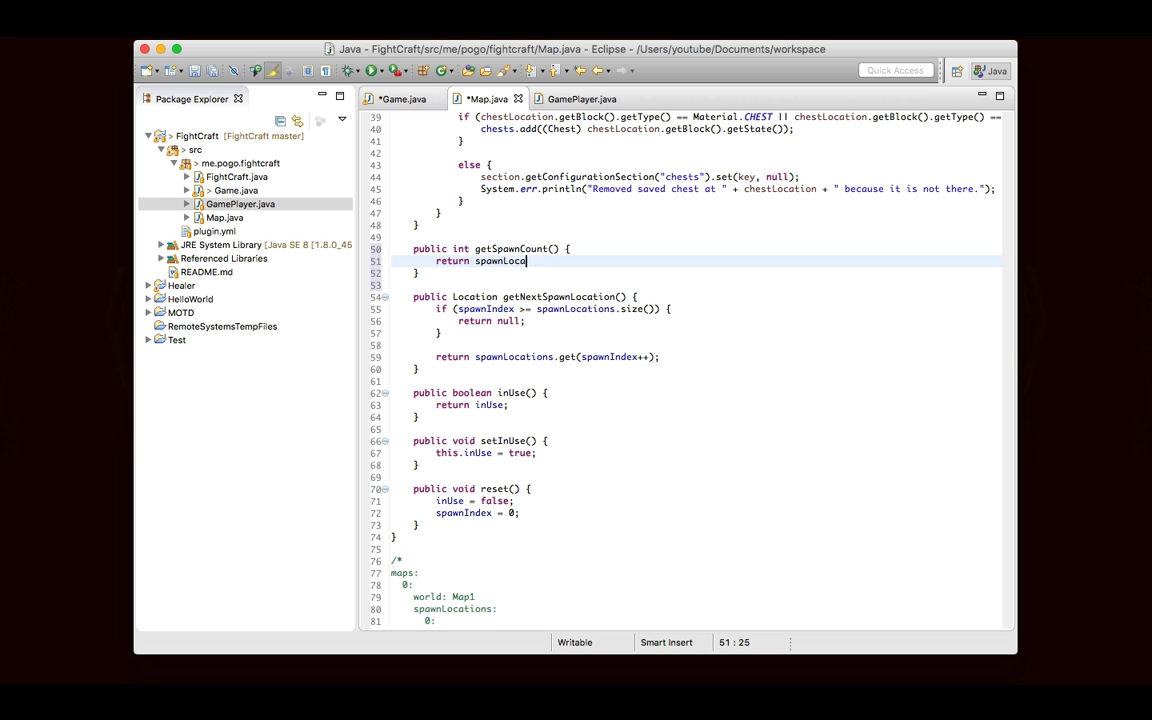 Java - FightCraft/src/me/pogo/fightcraft/Map.java - Eclipse - /Users/youtube/Documents/workspace
Quick Access
Java
Package Explorer
*Game.java
*Map.java
GamePlayer.java
> FightCraft [FightCraft master]
> src
> me.pogo.fightcraft
FightCraft.java
> Game.java
GamePlayer.java
Map.java
plugin.yml
JRE System Library [Java SE 8 [1.8.0_45
Referenced Libraries
README.md
Healer
HelloWorld
MOTD
RemoteSystemsTempFiles
Test
39 if (chestLocation.getBlock().getType() == Material.CHEST || chestLocation.getBlock().getType() ==
40 chests.add((Chest) chestLocation.getBlock().getState());
41 }
42
43 else {
44 section.getConfigurationSection("chests").set(key, null);
45 System.err.println("Removed saved chest at " + chestLocation + " because it is not there.");
46 }
47 }
48 }
49
50 public int getSpawnCount() {
51 return spawnLoca
52 }
53
54 public Location getNextSpawnLocation() {
55 if (spawnIndex >= spawnLocations.size()) {
56 return null;
57 }
58
59 return spawnLocations.get(spawnIndex++);
60 }
61
62 public boolean inUse() {
63 return inUse;
64 }
65
66 public void setInUse() {
67 this.inUse = true;
68 }
69
70 public void reset() {
71 inUse = false;
72 spawnIndex = 0;
73 }
74 }
75
76 /*
77 maps:
78 0:
79 world: Map1
80 spawnLocations:
81 0:
Writable
Smart Insert
51 : 25